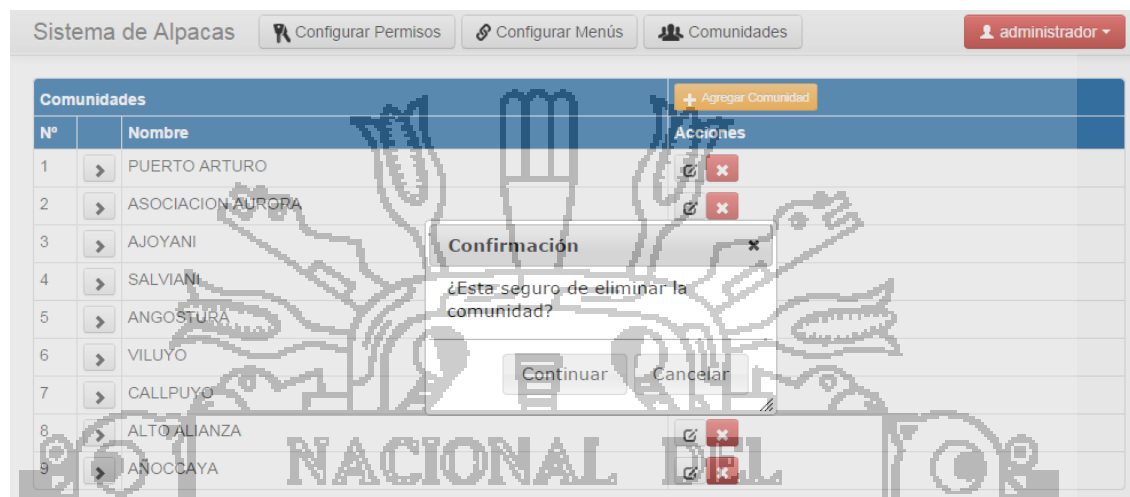 Sistema de Alpacas Configurar Permisos Configurar Menús Comunidades administrador
Comunidades Agregar Comunidad
Nº Nombre Acciones
1 PUERTO ARTURO
2 ASOCIACION AURORA
3 AJOYANI
4 SALVIANI
5 ANGOSTURA
6 VILUYO
7 CALLPUYO
8 ALTO ALIANZA
9 AÑOCCAYA
Confirmación
¿Esta seguro de eliminar la
comunidad?
Continuar Cancelar
NACIONAL DEL